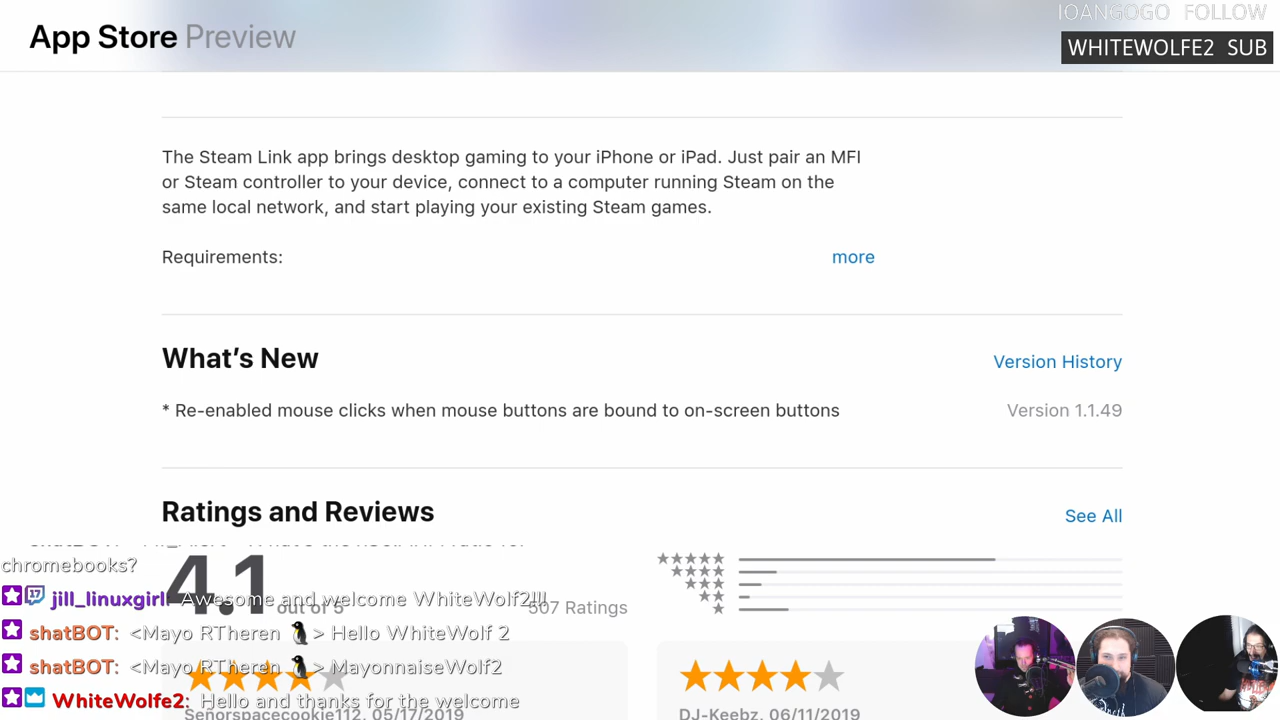 App Store Preview
IOANGOGO FOLLOW
WHITEWOLFE2 SUB
The Steam Link app brings desktop gaming to your iPhone or iPad. Just pair an MFI
or Steam controller to your device, connect to a computer running Steam on the
same local network, and start playing your existing Steam games.
Requirements:
more
What’s New
Version History
* Re-enabled mouse clicks when mouse buttons are bound to on-screen buttons
Version 1.1.49
Ratings and Reviews
See All
chromebooks?
4.1 out of 5
507 Ratings
jill_linuxgirl: Awesome and welcome WhiteWolf2!!!
shatBOT: <Mayo RTheren 🐧> Hello WhiteWolf 2
shatBOT: <Mayo RTheren 🐧> MayonnaiseWolf2
WhiteWolfe2: Hello and thanks for the welcome
Señorspacecookie112, 05/17/2019
DJ-Keebz, 06/11/2019